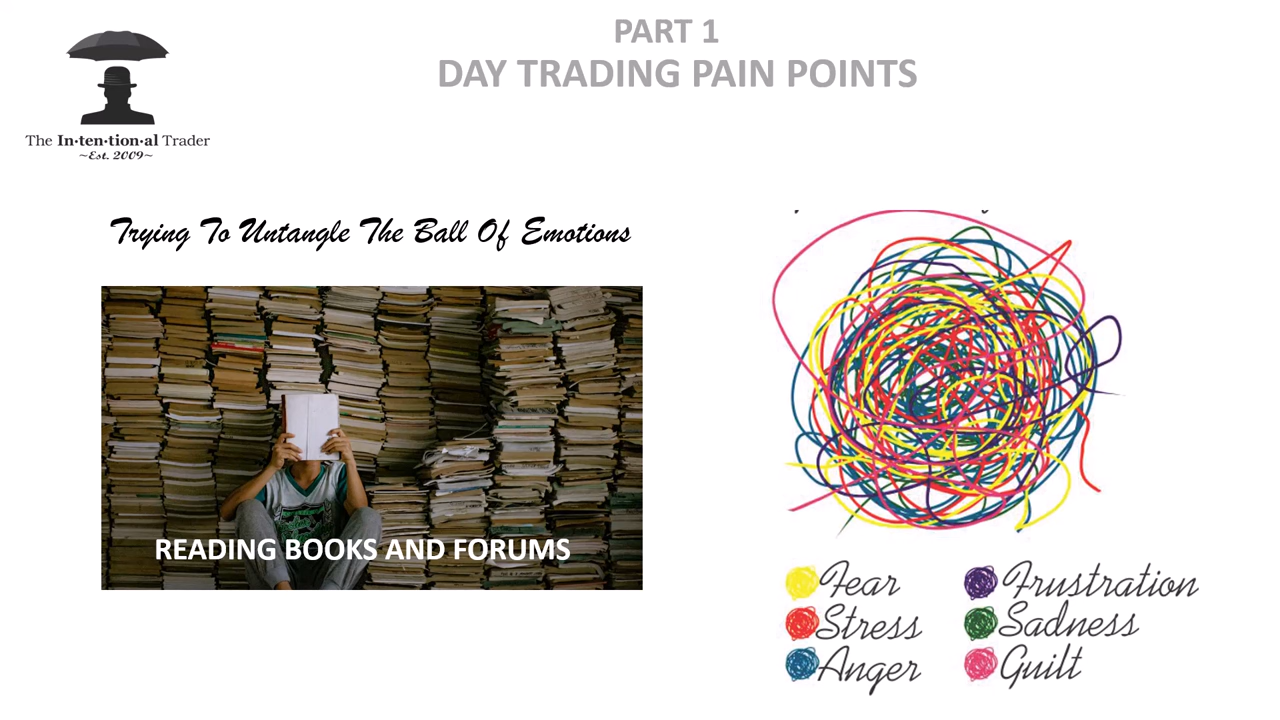 PART 1
DAY TRADING PAIN POINTS
The In·ten·tion·al Trader
~Est. 2009~
Trying To Untangle The Ball Of Emotions
READING BOOKS AND FORUMS
Fear
Frustration
Stress
Sadness
Anger
Guilt